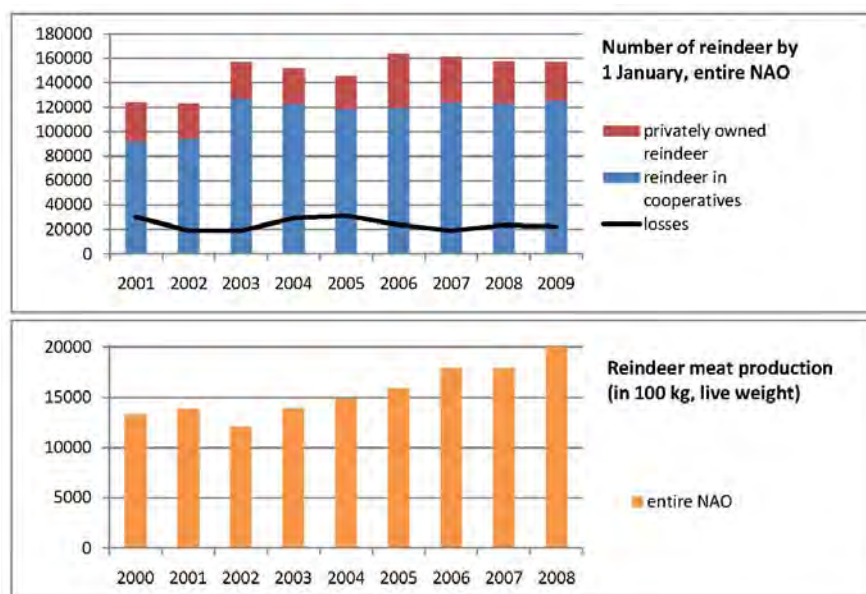 180000
160000
140000
120000
100000
80000
60000
40000
20000
0
2001 2002 2003 2004 2005 2006 2007 2008 2009
Number of reindeer by
1 January, entire NAO
privately owned
reindeer
reindeer in
cooperatives
losses
20000
15000
10000
5000
0
2000 2001 2002 2003 2004 2005 2006 2007 2008
Reindeer meat production
(in 100 kg, live weight)
entire NAO